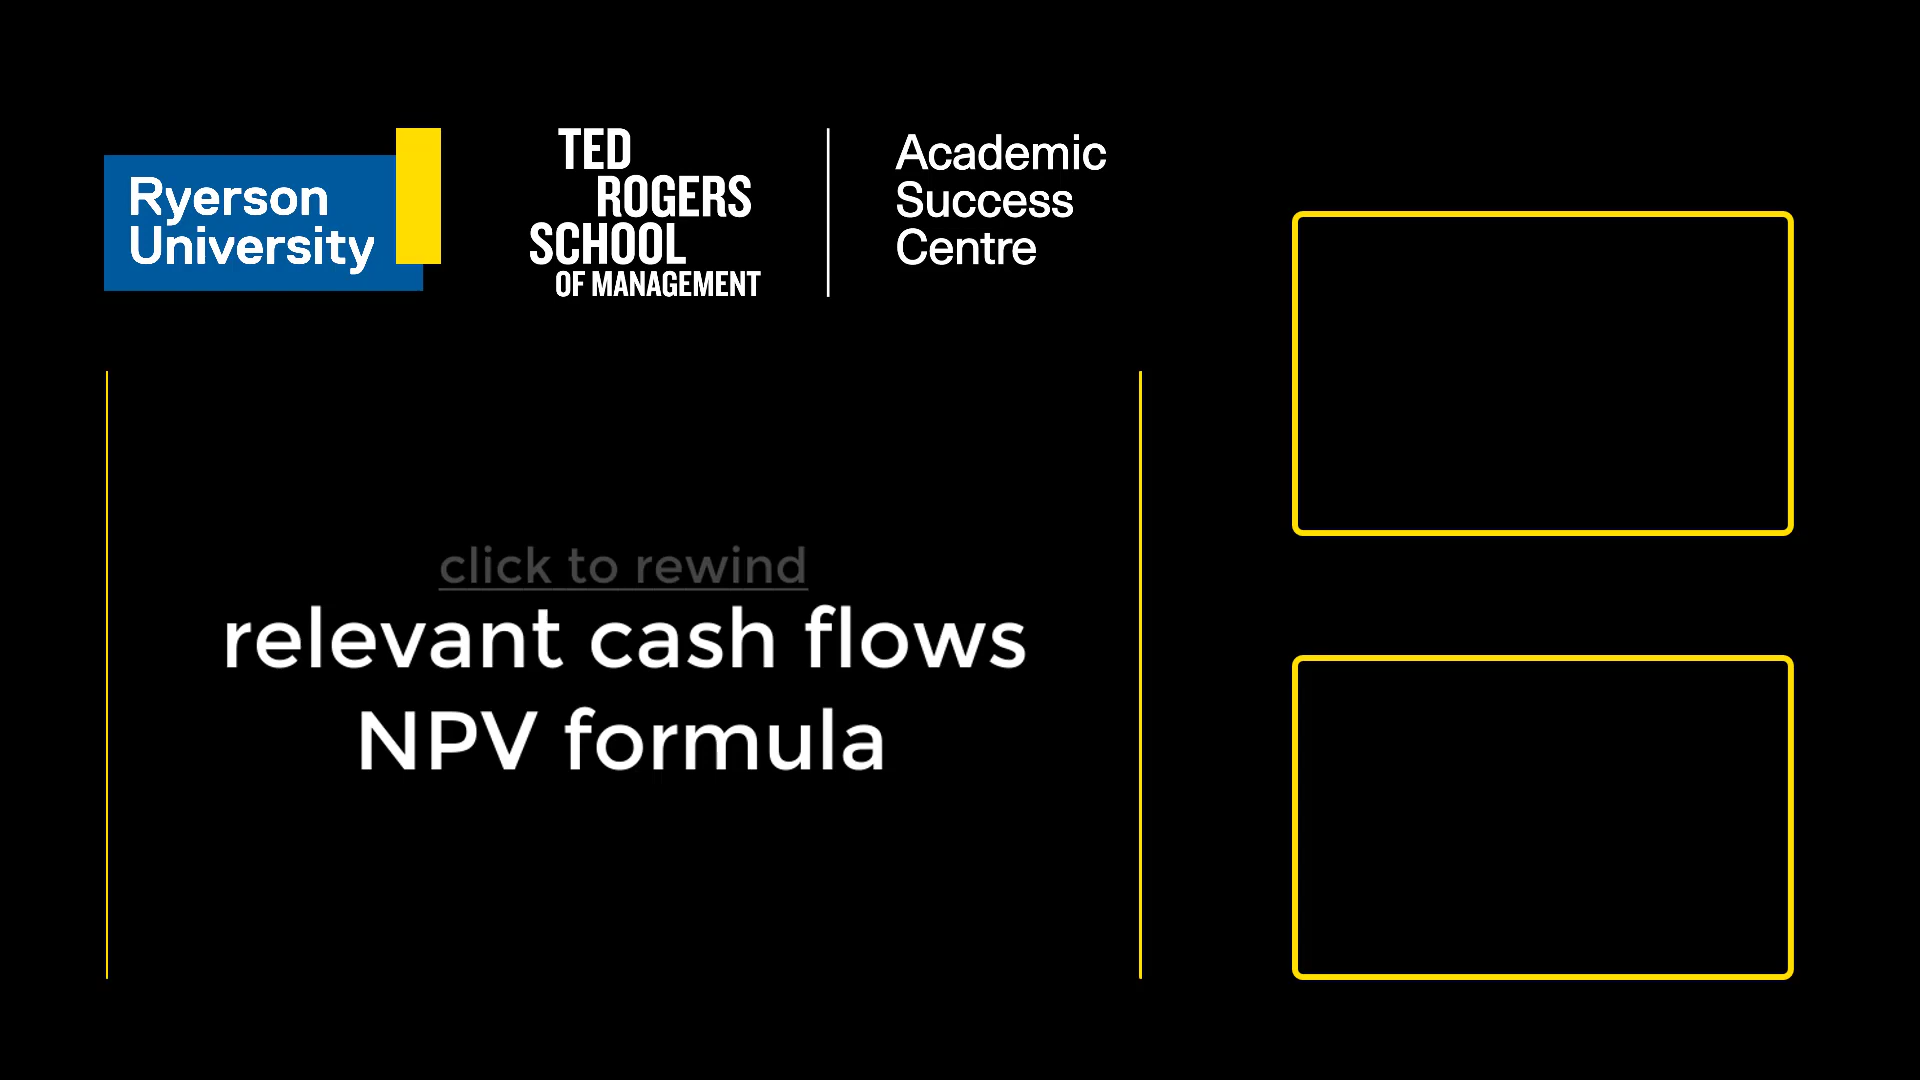 Ryerson
University
TED
ROGERS
SCHOOL
OF MANAGEMENT
Academic
Success
Centre
click to rewind
relevant cash flows
NPV formula